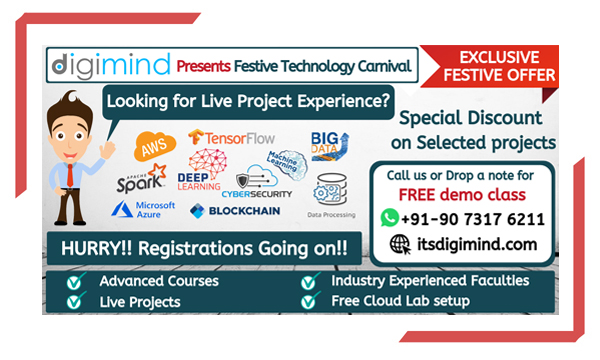 digimind Presents Festive Technology Carnival
EXCLUSIVE
FESTIVE OFFER
Looking for Live Project Experience?
AWS
TensorFlow
BIG
DATA
APACHE
Spark
DEEP
LEARNING
Machine
Learning
CYBERSECURITY
Microsoft
Azure
BLOCKCHAIN
Data Processing
Special Discount
on Selected projects
Call us or Drop a note for
FREE demo class
+91-90 7317 6211
itsdigimind.com
HURRY!! Registrations Going on!!
Advanced Courses
Live Projects
Industry Experienced Faculties
Free Cloud Lab setup